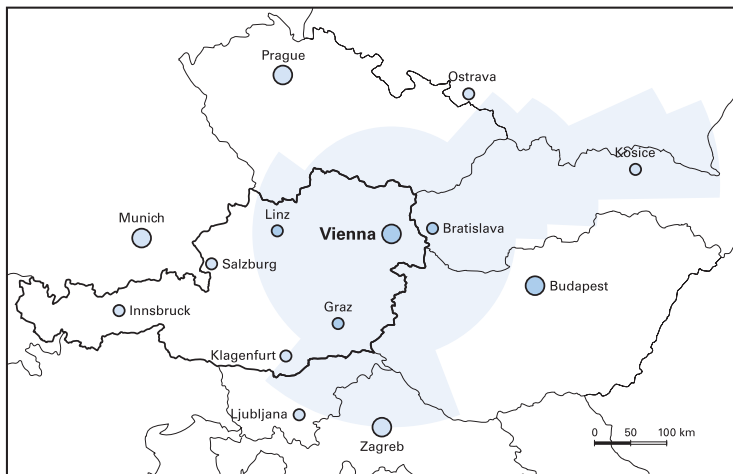 Prague
Ostrava
Košice
Munich
Linz
Vienna
Bratislava
Salzburg
Budapest
Innsbruck
Graz
Klagenfurt
Ljubljana
Zagreb
0 50 100 km